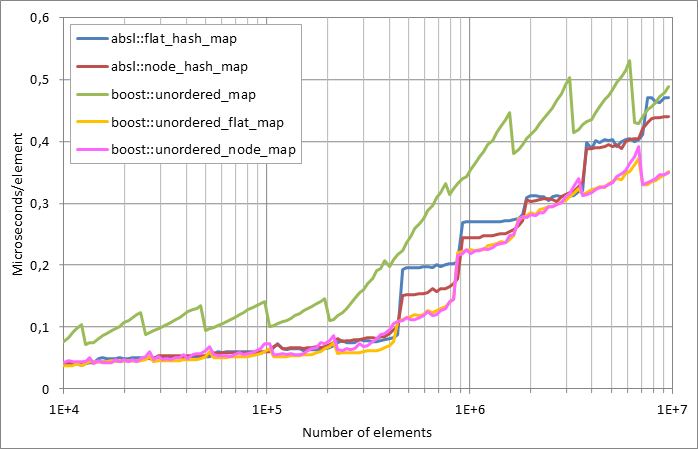 0,6
0,5
0,4
0,3
0,2
0,1
0
Microseconds/element
absl::flat_hash_map
absl::node_hash_map
boost::unordered_map
boost::unordered_flat_map
boost::unordered_node_map
1E+4 1E+5 1E+6 1E+7
Number of elements